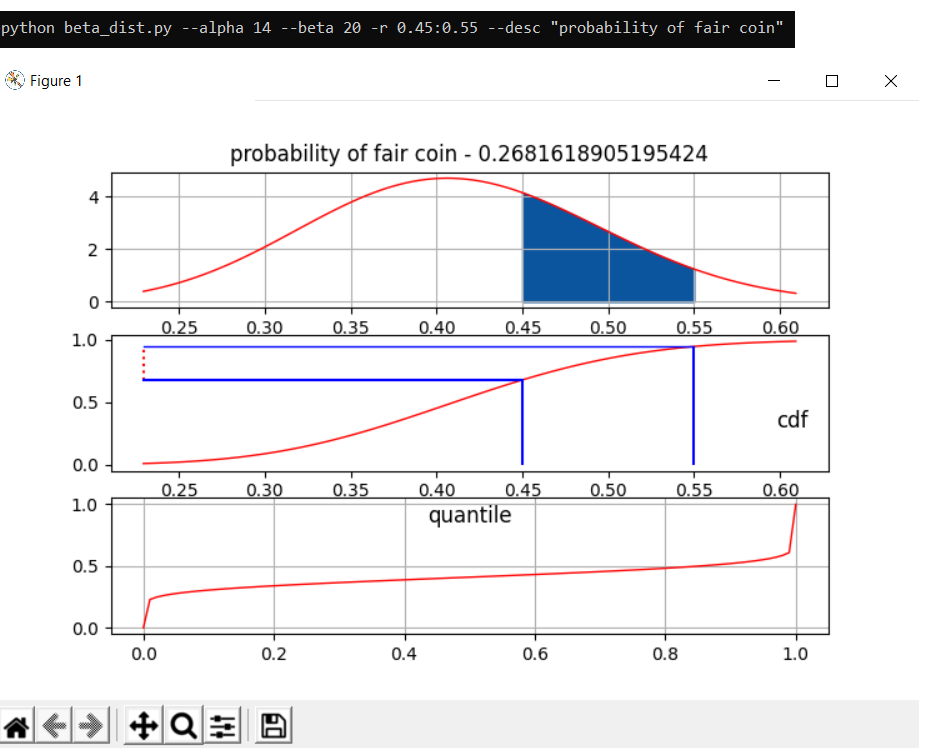 python beta_dist.py --alpha 14 --beta 20 -r 0.45:0.55 --desc "probability of fair coin"
Figure 1
probability of fair coin - 0.2681618905195424
4
2
0
0.25 0.30 0.35 0.40 0.45 0.50 0.55 0.60
1.0
0.5
cdf
0.0
0.25 0.30 0.35 0.40 0.45 0.50 0.55 0.60
1.0
quantile
0.5
0.0
0.0 0.2 0.4 0.6 0.8 1.0